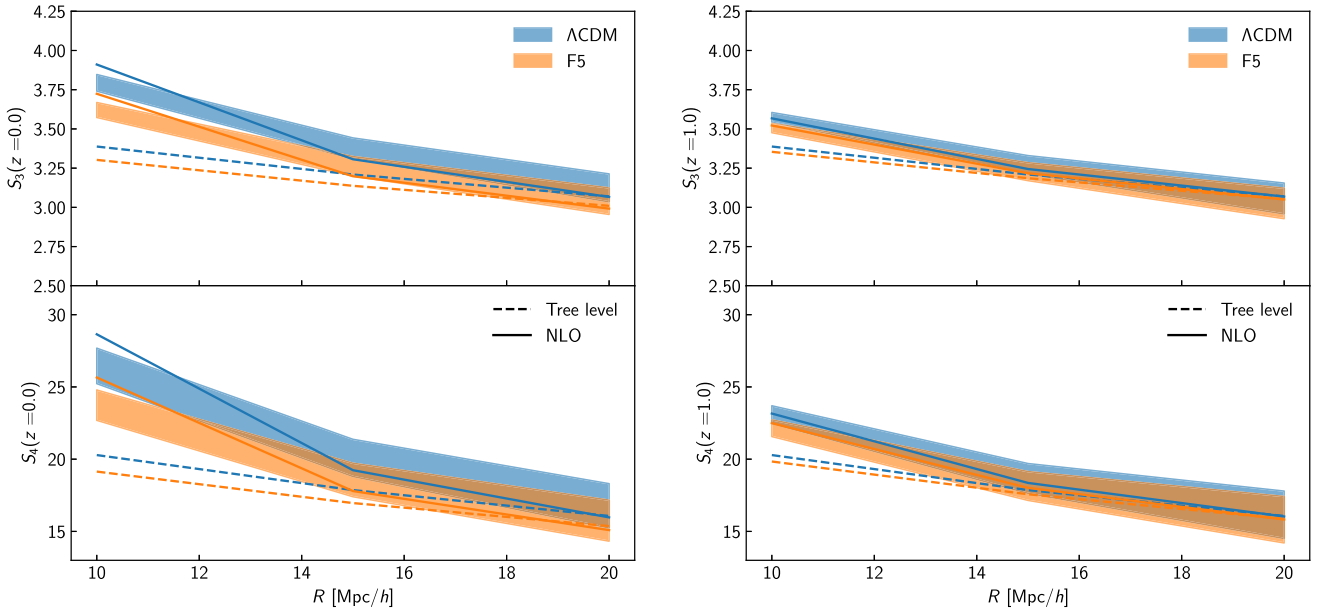 4.25
4.00
3.75
3.50
3.25
3.00
2.75
2.50
S₃(z =0.0)
ΛCDM
F5
4.25
4.00
3.75
3.50
3.25
3.00
2.75
2.50
S₃(z =1.0)
ΛCDM
F5
30
25
20
15
S₄(z =0.0)
Tree level
NLO
10 12 14 16 18 20
R [Mpc/h]
30
25
20
15
S₄(z =1.0)
Tree level
NLO
10 12 14 16 18 20
R [Mpc/h]